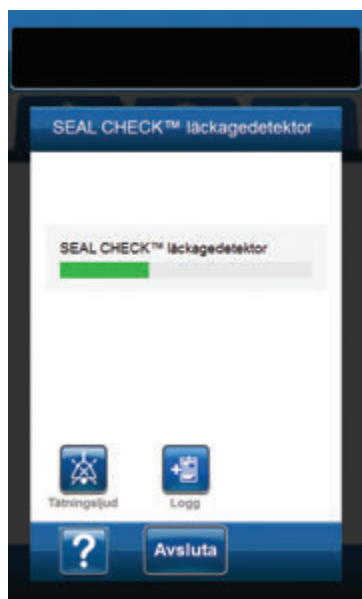 SEAL CHECK™ läckagedetektor
SEAL CHECK™ läckagedetektor
Tätningsljud
Logg
?
Avsluta